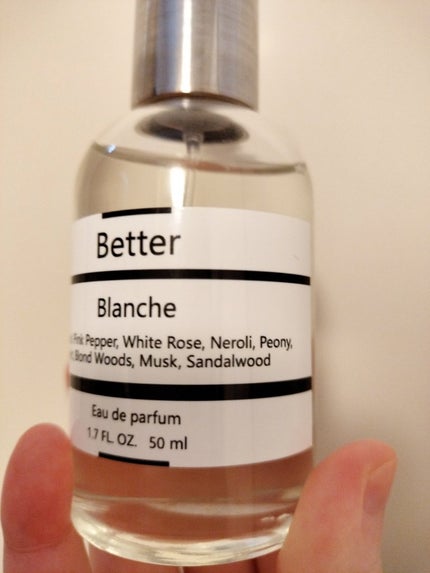 Better
Blanche
Pink Pepper, White Rose, Neroli, Peony,
Blond Woods, Musk, Sandalwood
Eau de parfum
1.7 FL. OZ. 50 ml